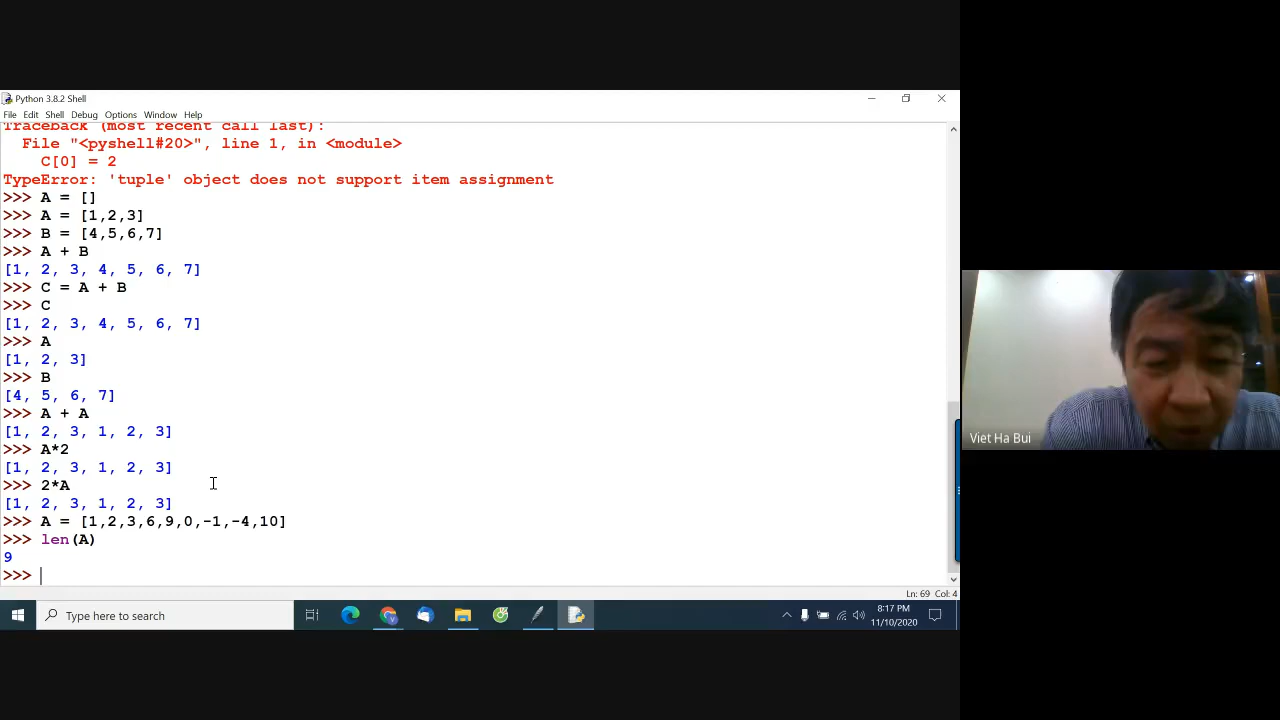 Python 3.8.2 Shell
File Edit Shell Debug Options Window Help
Traceback (most recent call last):
File "<pyshell#20>", line 1, in <module>
C[0] = 2
TypeError: 'tuple' object does not support item assignment
>>> A = []
>>> A = [1,2,3]
>>> B = [4,5,6,7]
>>> A + B
[1, 2, 3, 4, 5, 6, 7]
>>> C = A + B
>>> C
[1, 2, 3, 4, 5, 6, 7]
>>> A
[1, 2, 3]
>>> B
[4, 5, 6, 7]
>>> A + A
[1, 2, 3, 1, 2, 3]
>>> A*2
[1, 2, 3, 1, 2, 3]
>>> 2*A
[1, 2, 3, 1, 2, 3]
>>> A = [1,2,3,6,9,0,-1,-4,10]
>>> len(A)
9
>>>
Ln: 69 Col: 4
Type here to search
8:17 PM
11/10/2020
Viet Ha Bui